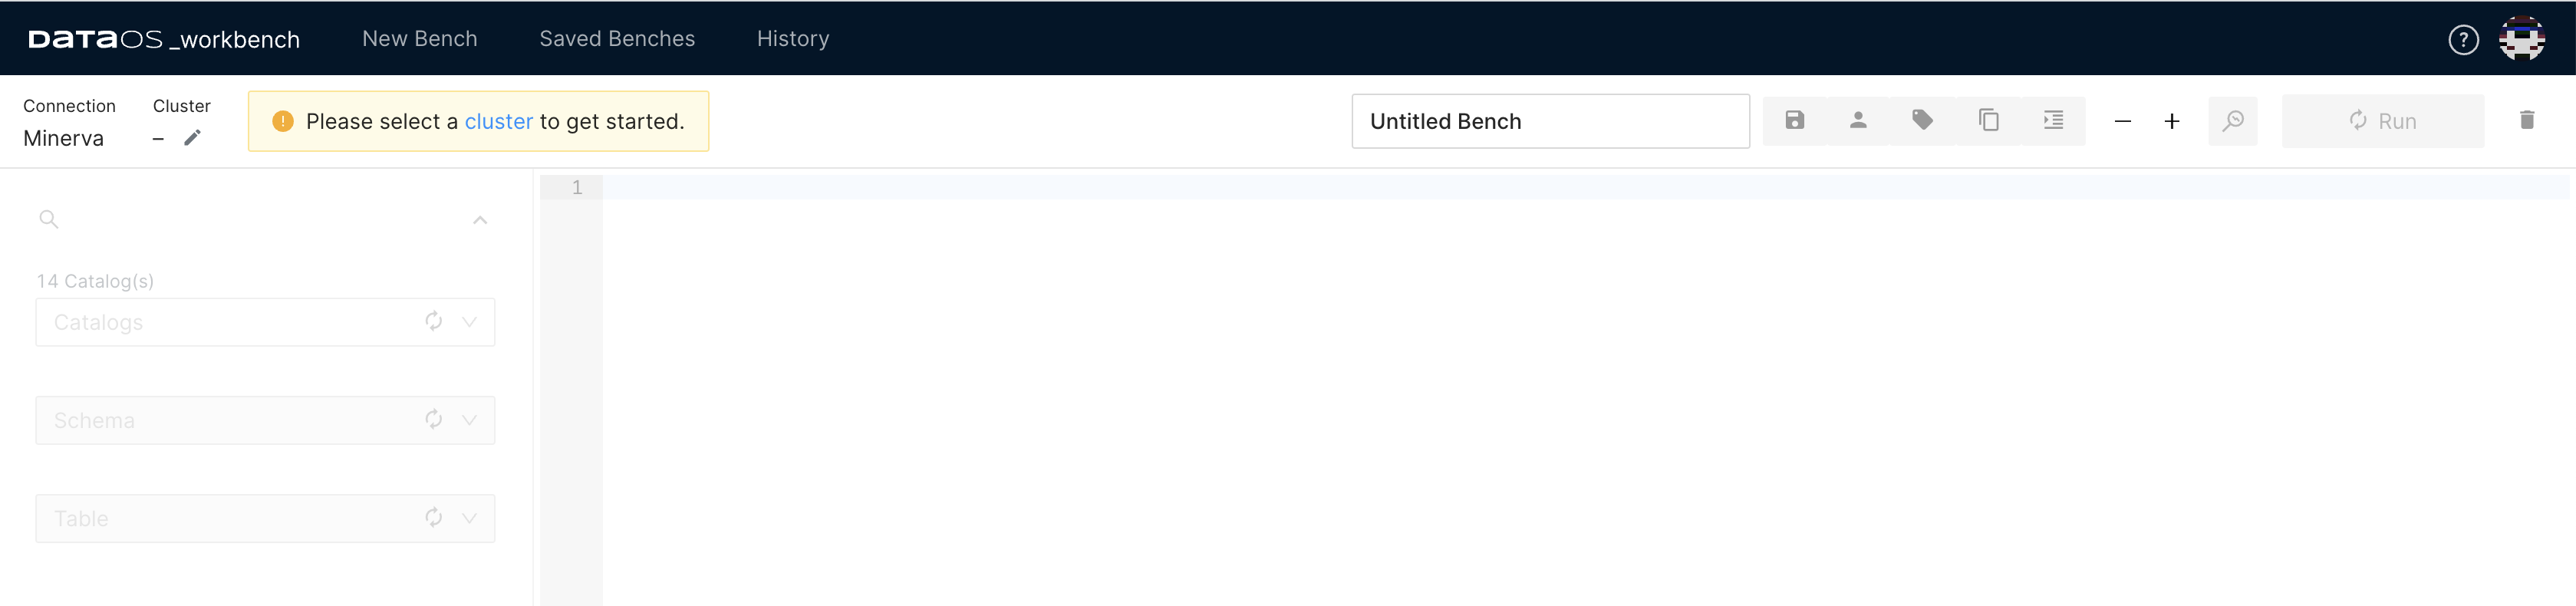 DATAOS _workbench New Bench Saved Benches History ?
Connection Cluster
Minerva –
! Please select a cluster to get started.
Untitled Bench
Run
1
14 Catalog(s)
Catalogs
Schema
Table